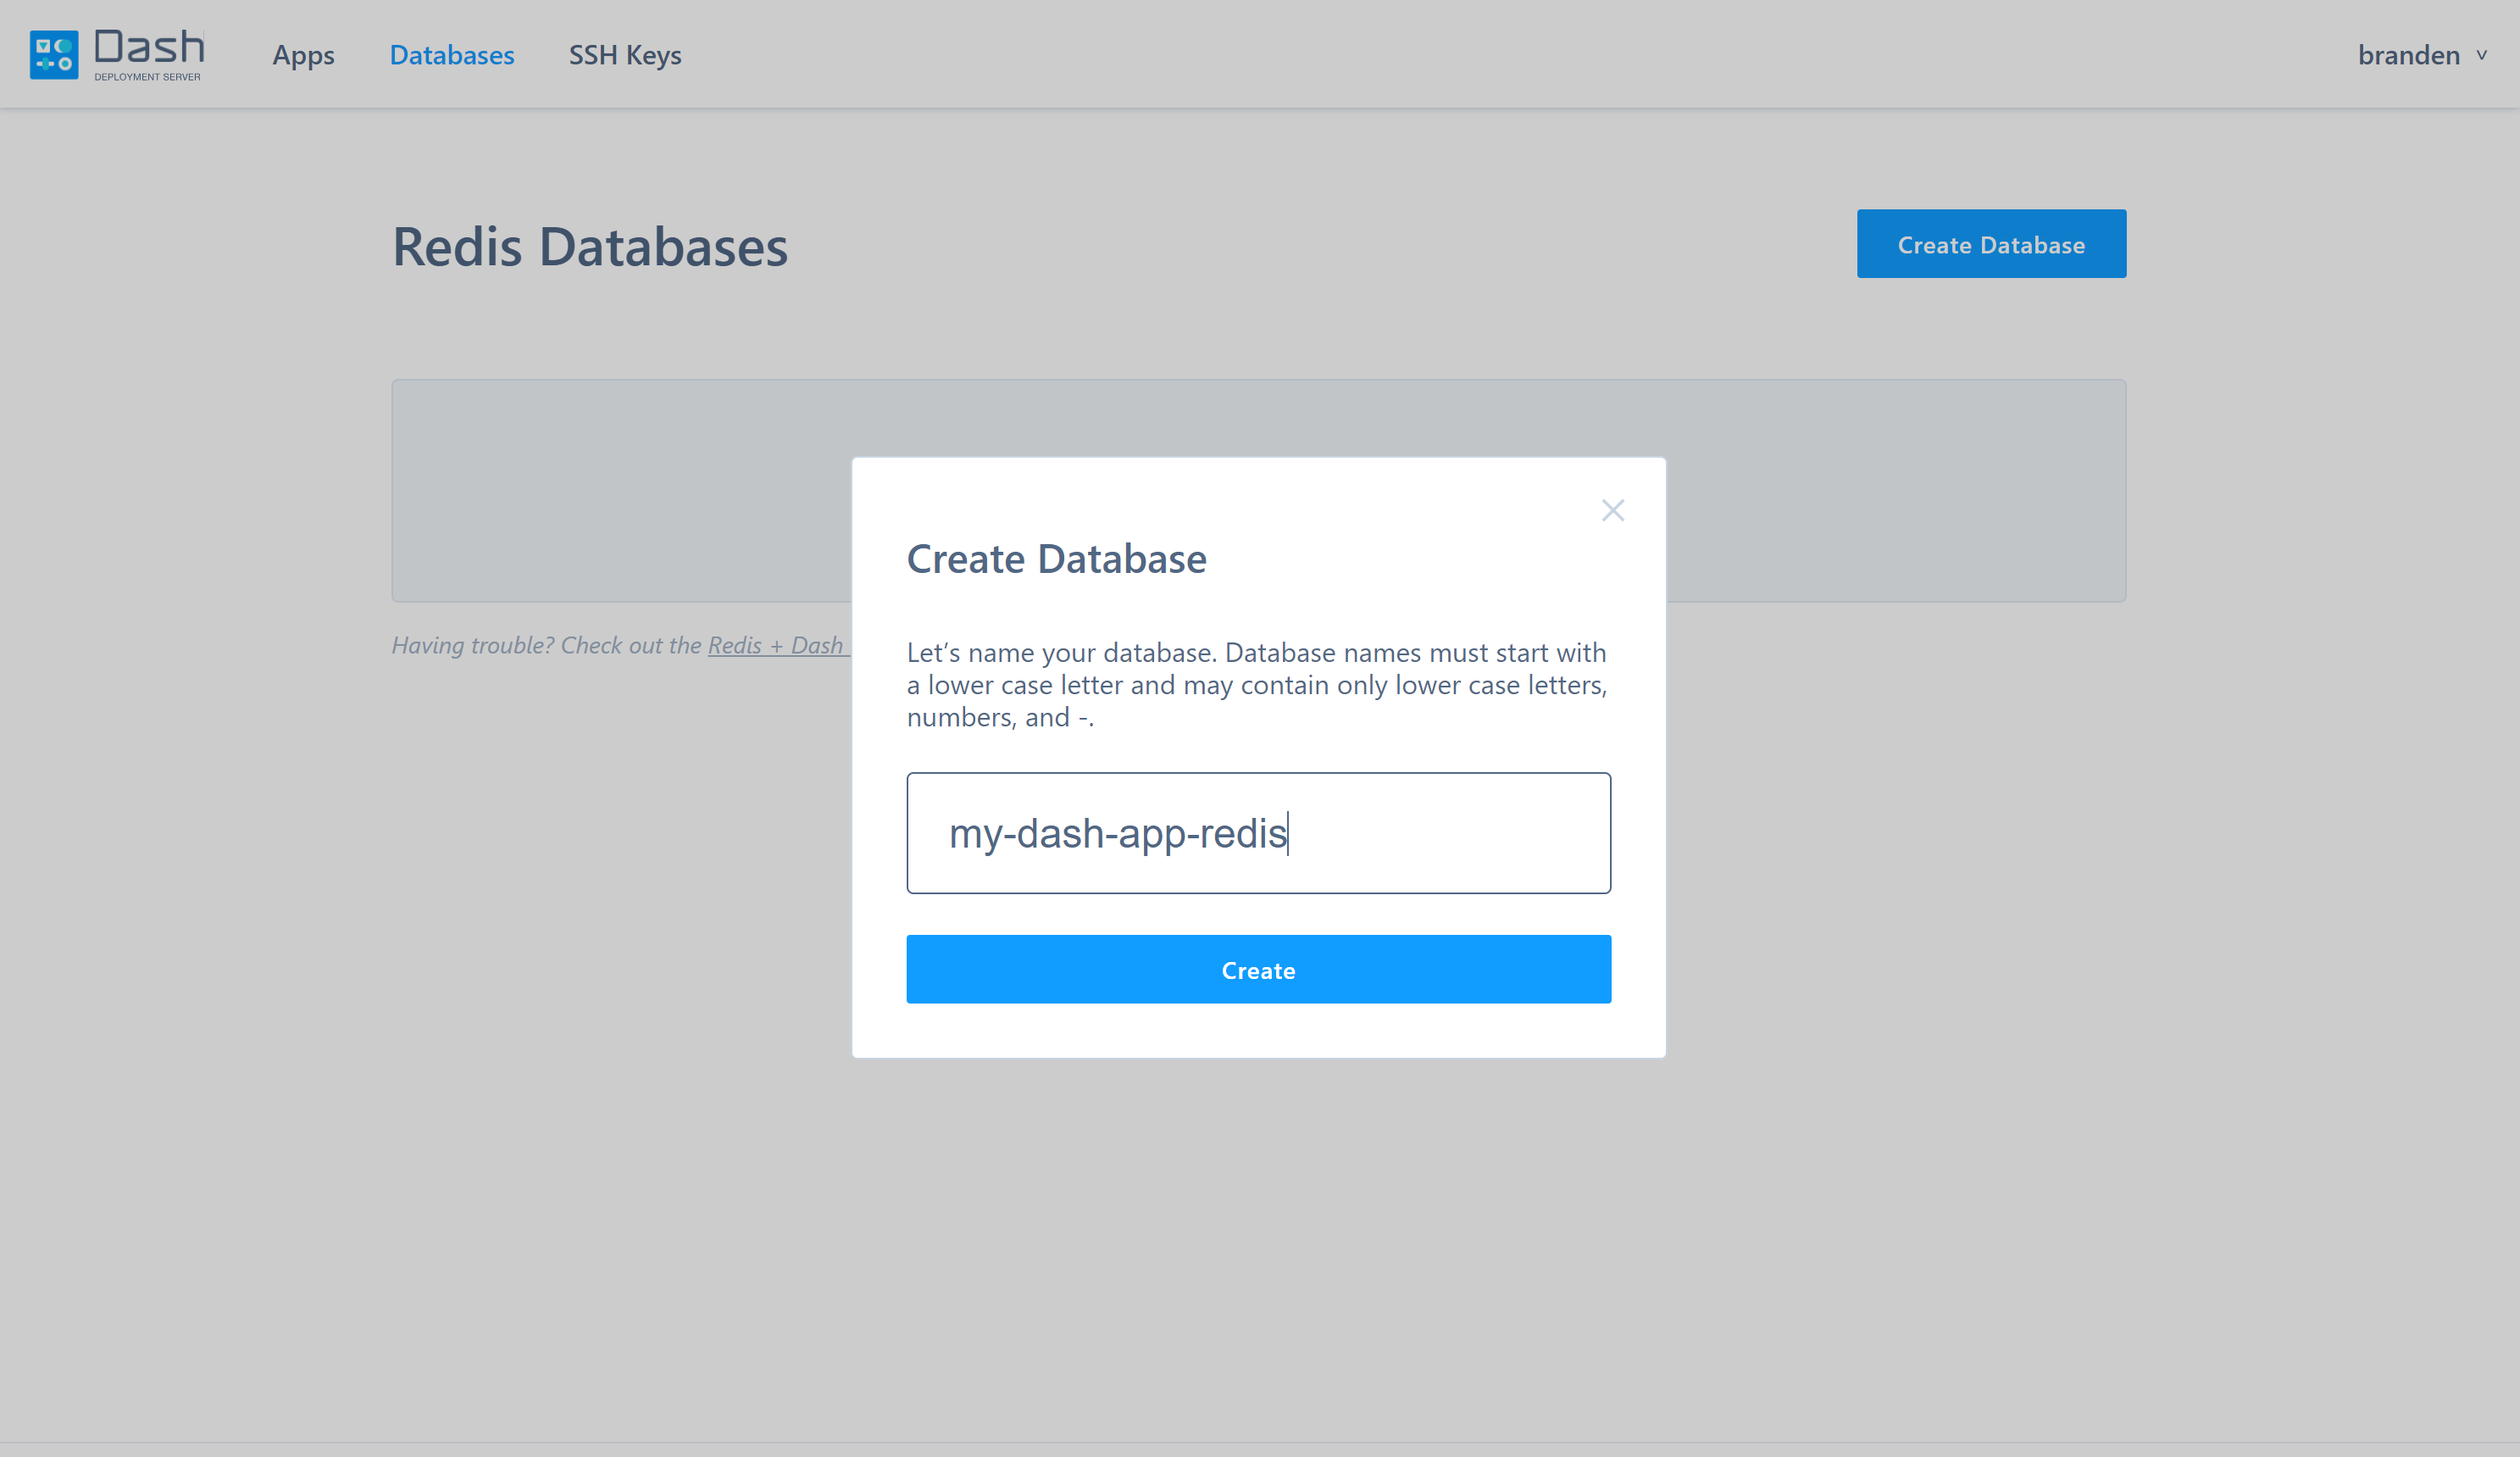 Dash
DEPLOYMENT SERVER
Apps
Databases
SSH Keys
branden
Redis Databases
Create Database
Having trouble? Check out the Redis + Dash
Create Database
Let’s name your database. Database names must start with
a lower case letter and may contain only lower case letters,
numbers, and -.
my-dash-app-redis
Create